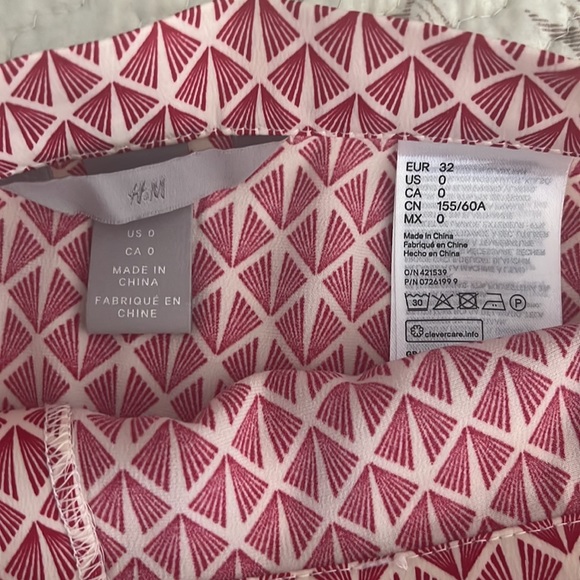 H&M
US 0
CA 0
MADE IN
CHINA
FABRIQUÉ EN
CHINE
EUR 32
US 0
CA 0
CN 155/60A
MX 0
Made in China
Fabriqué en Chine
Hecho en China
O/N 421539
P/N 0726199 9
30
P
clevercare.info